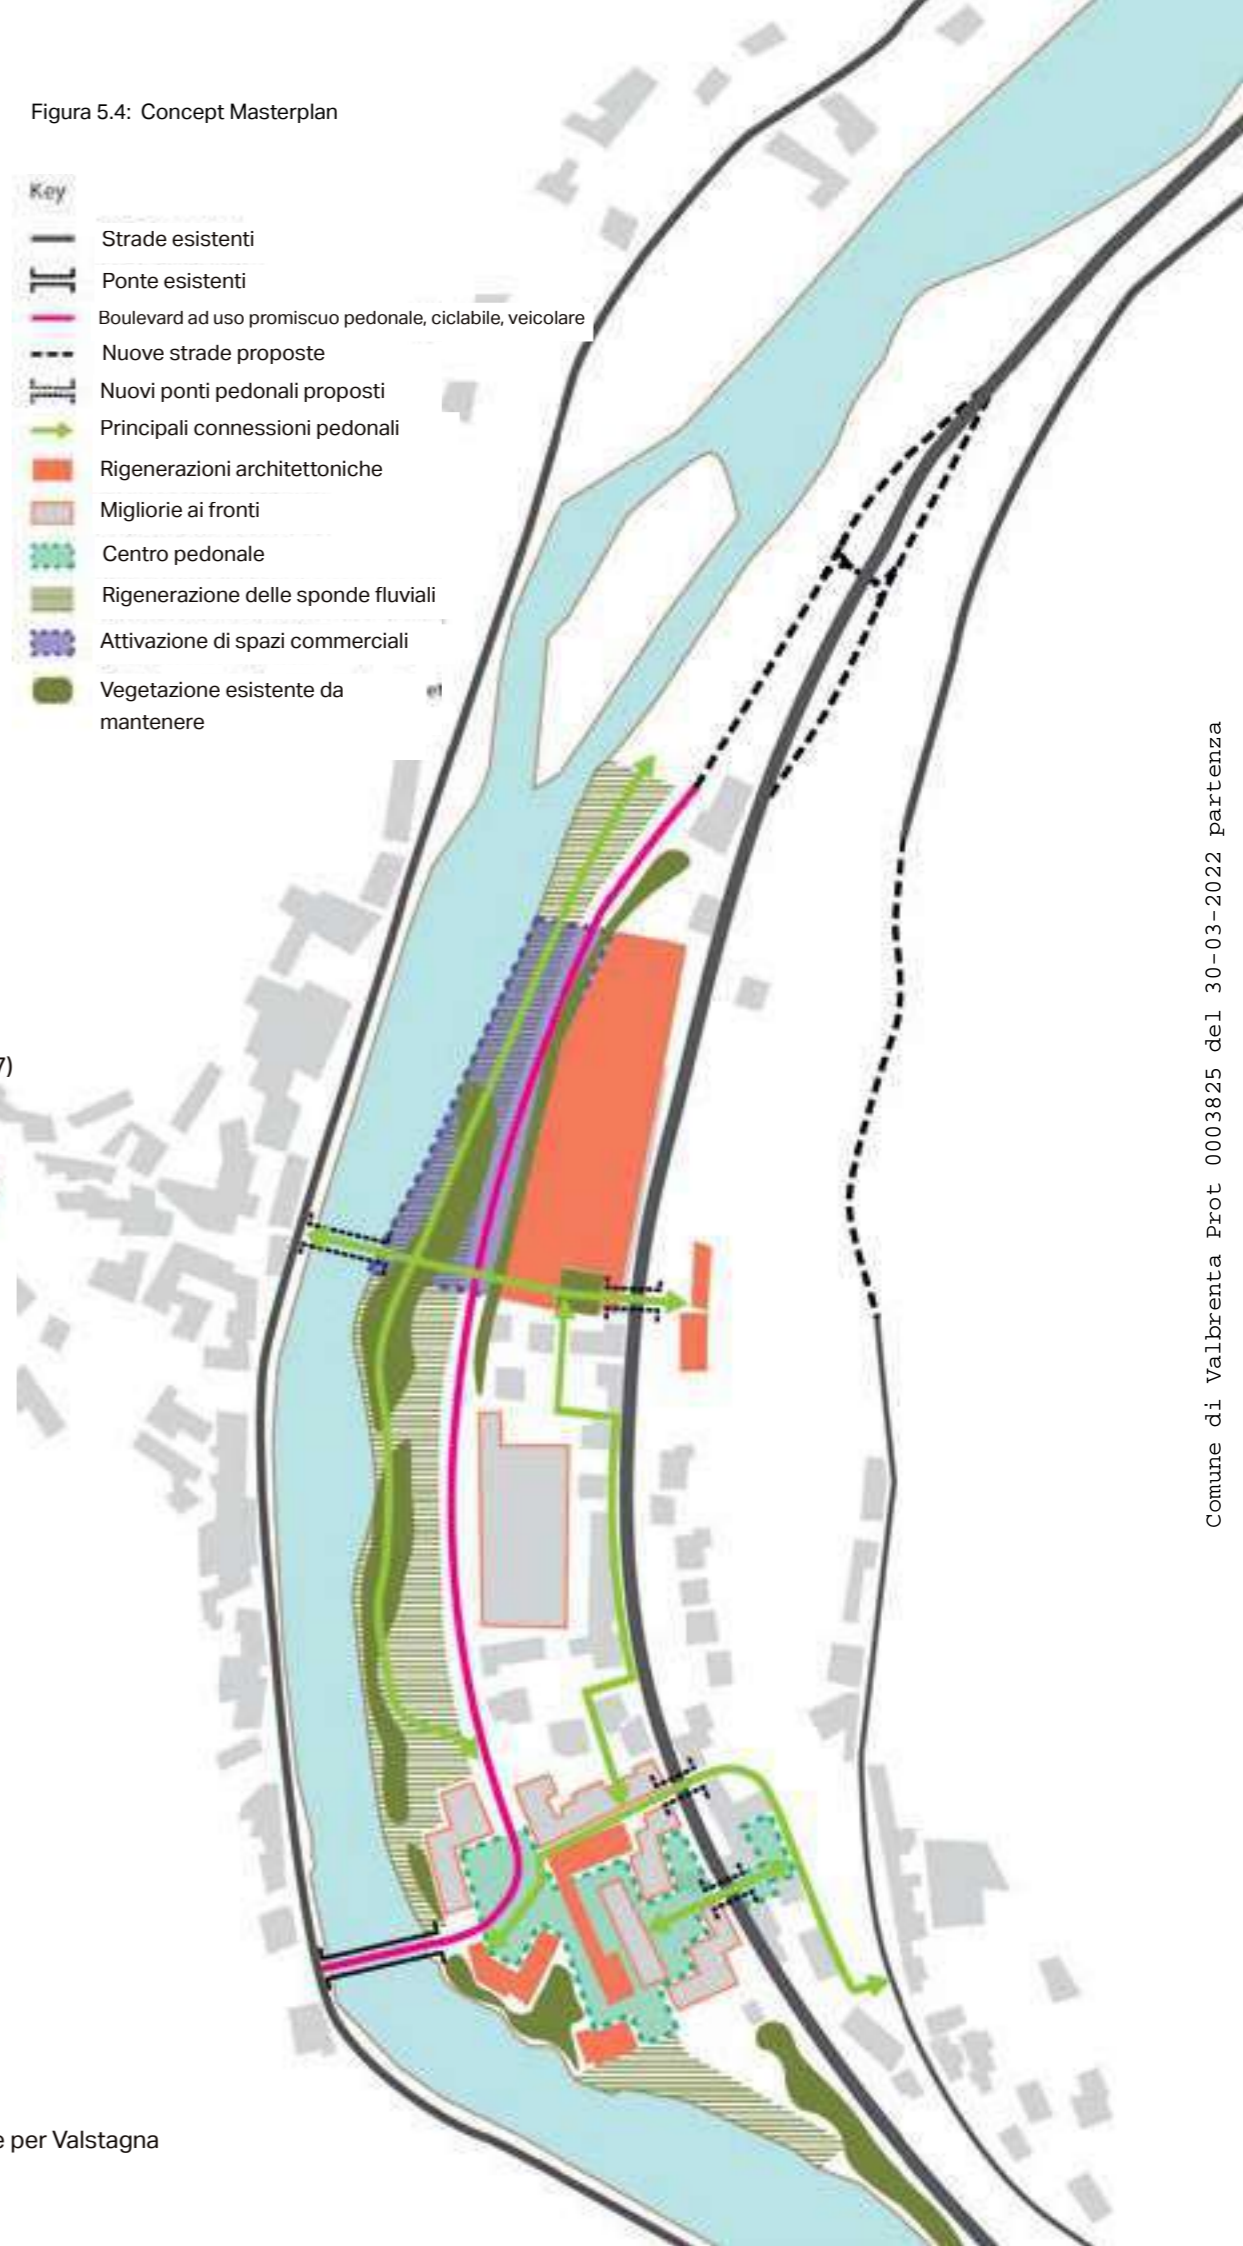 Figura 5.4: Concept Masterplan
Key
Strade esistenti
Ponte esistenti
Boulevard ad uso promiscuo pedonale, ciclabile, veicolare
Nuove strade proposte
Nuovi ponti pedonali proposti
Principali connessioni pedonali
Rigenerazioni architettoniche
Migliorie ai fronti
Centro pedonale
Rigenerazione delle sponde fluviali
Attivazione di spazi commerciali
Vegetazione esistente da
mantenere
et
7)
e per Valstagna
Comune di Valbrenta Prot 0003825 del 30-03-2022 partenza